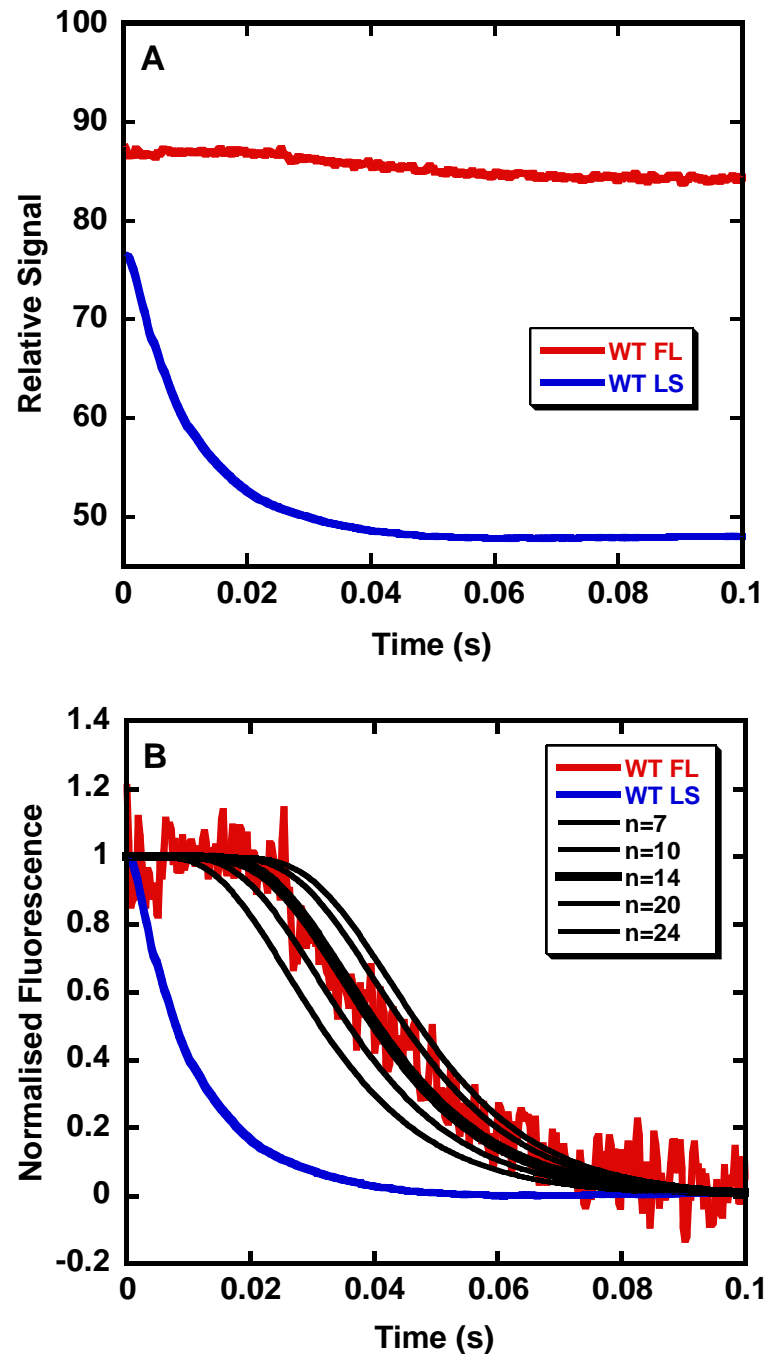 A
100
90
80
70
60
50
Relative Signal
WT FL
WT LS
0 0.02 0.04 0.06 0.08 0.1
Time (s)
B
1.4
1.2
1
0.8
0.6
0.4
0.2
0
-0.2
Normalised Fluorescence
WT FL
WT LS
n=7
n=10
n=14
n=20
n=24
0 0.02 0.04 0.06 0.08 0.1
Time (s)